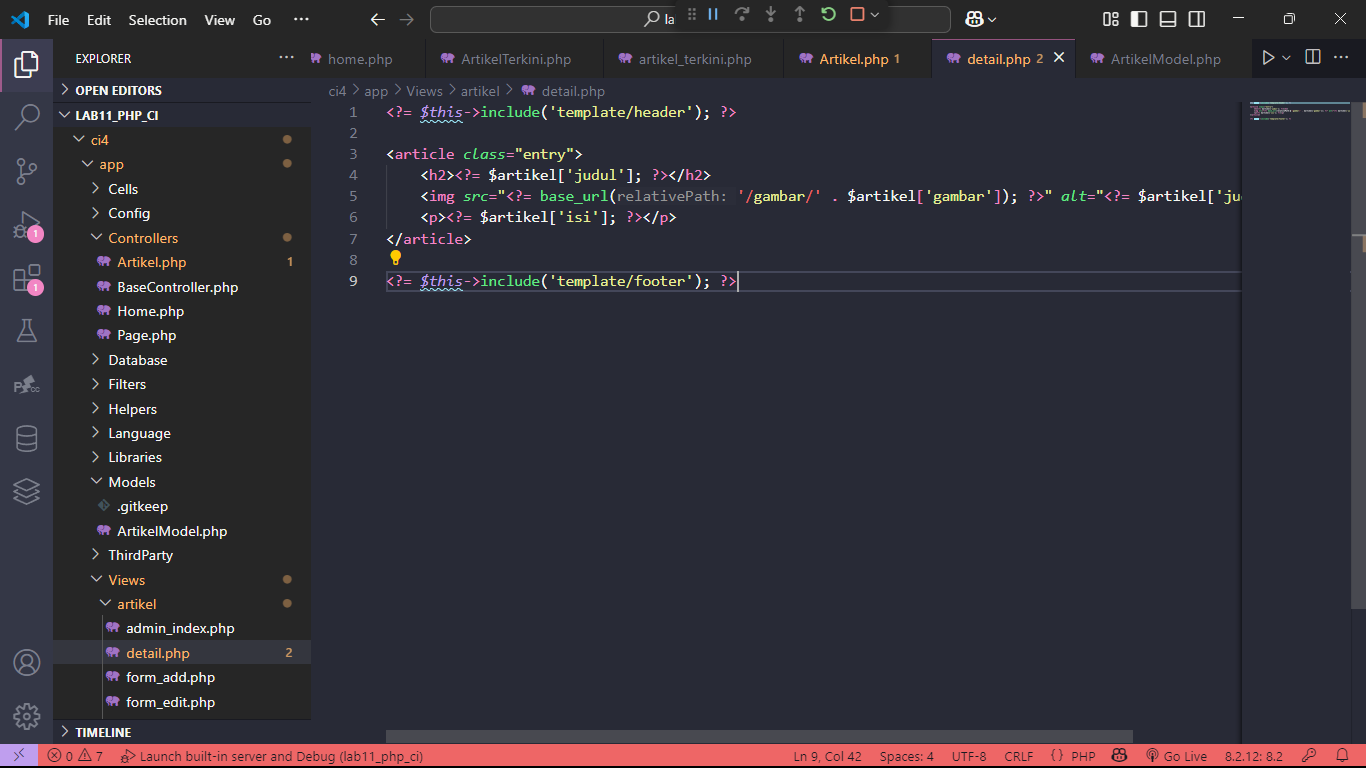 File Edit Selection View Go ···
la
EXPLORER ···
home.php
ArtikelTerkini.php
artikel_terkini.php
Artikel.php 1
detail.php 2
ArtikelModel.php
OPEN EDITORS
LAB11_PHP_CI
ci4
app
Cells
Config
Controllers
Artikel.php 1
BaseController.php
Home.php
Page.php
Database
Filters
Helpers
Language
Libraries
Models
.gitkeep
ArtikelModel.php
ThirdParty
Views
artikel
admin_index.php
detail.php 2
form_add.php
form_edit.php
TIMELINE
1
1
ci4 > app > Views > artikel > detail.php
1 <?= $this->include('template/header'); ?>
2
3 <article class="entry">
4 <h2><?= $artikel['judul']; ?></h2>
5 <img src="<?= base_url(relativePath: '/gambar/' . $artikel['gambar']); ?>" alt="<?= $artikel['ju
6 <p><?= $artikel['isi']; ?></p>
7 </article>
8
9 <?= $this->include('template/footer'); ?>
0 7 Launch built-in server and Debug (lab11_php_ci) Ln 9, Col 42 Spaces: 4 UTF-8 CRLF {} PHP Go Live 8.2.12: 8.2